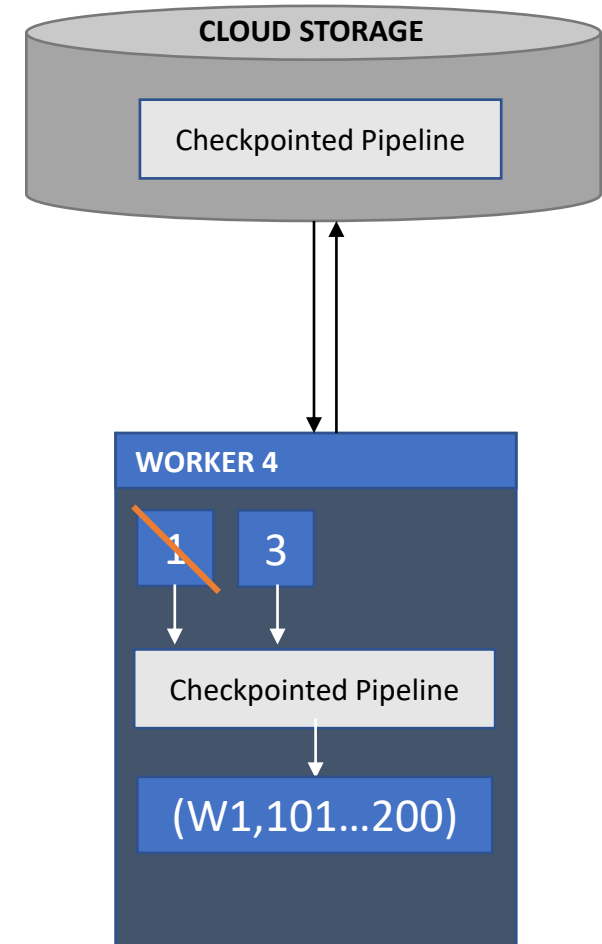 CLOUD STORAGE
Checkpointed Pipeline
WORKER 4
1 3
Checkpointed Pipeline
(W1,101...200)